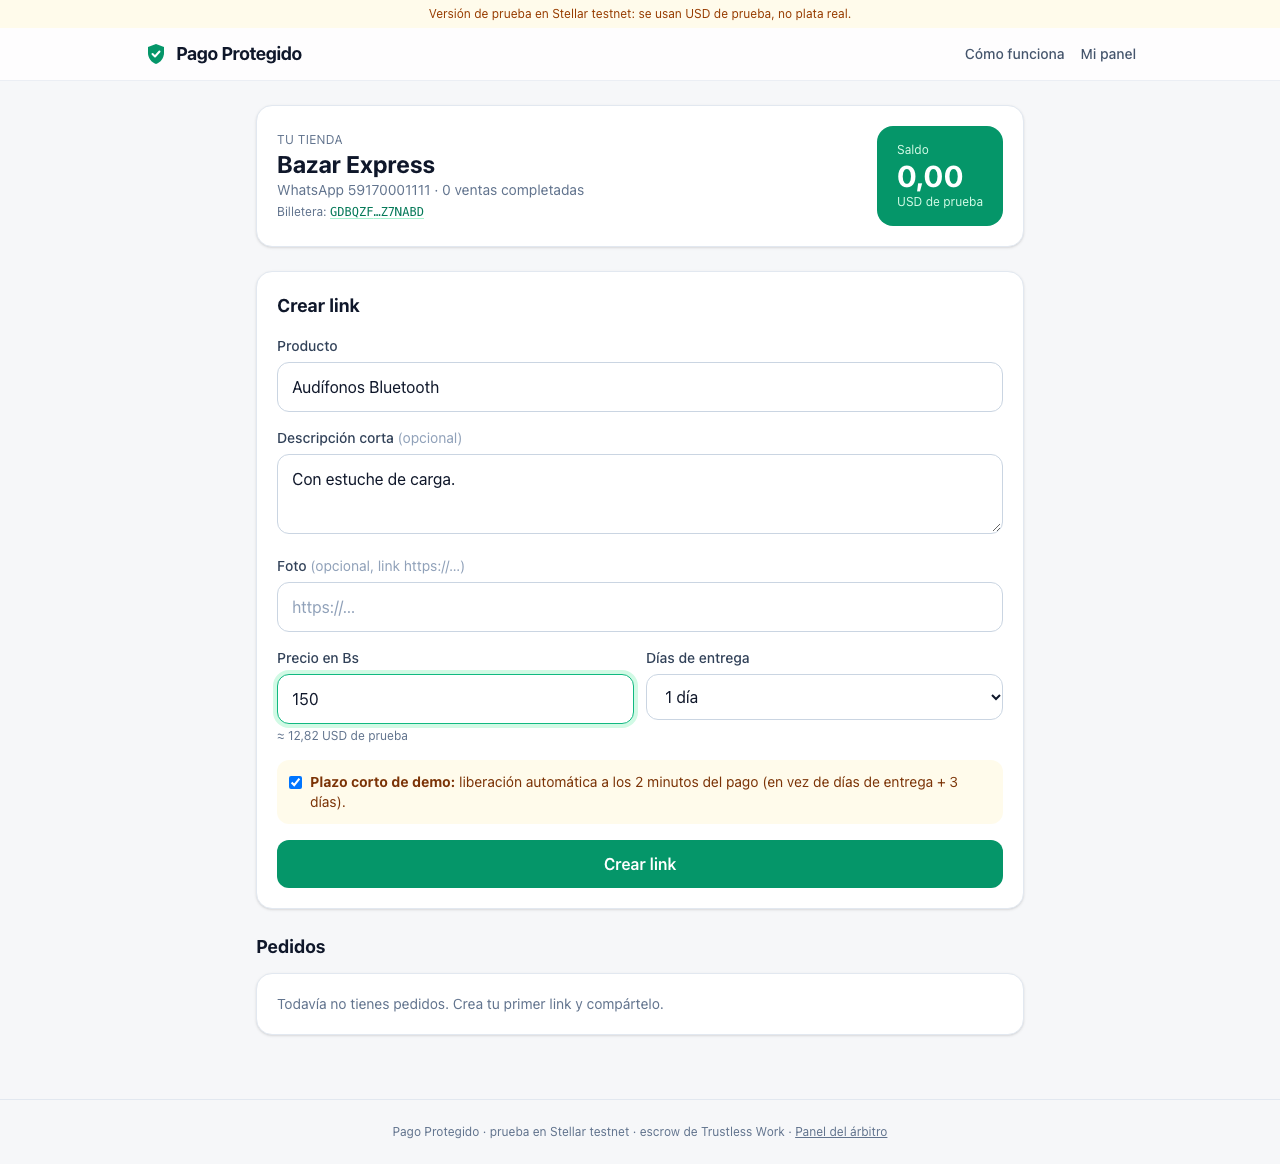 Versión de prueba en Stellar testnet: se usan USD de prueba, no plata real.
Pago Protegido
Cómo funciona
Mi panel
TU TIENDA
Bazar Express
WhatsApp 59170001111 · 0 ventas completadas
Billetera: GDBQZF…Z7NABD
Saldo
0,00
USD de prueba
Crear link
Producto
Audífonos Bluetooth
Descripción corta (opcional)
Con estuche de carga.
Foto (opcional, link https://…)
https://...
Precio en Bs
Días de entrega
150
1 día
≈ 12,82 USD de prueba
Plazo corto de demo: liberación automática a los 2 minutos del pago (en vez de días de entrega + 3
días).
Crear link
Pedidos
Todavía no tienes pedidos. Crea tu primer link y compártelo.
Pago Protegido · prueba en Stellar testnet · escrow de Trustless Work · Panel del árbitro